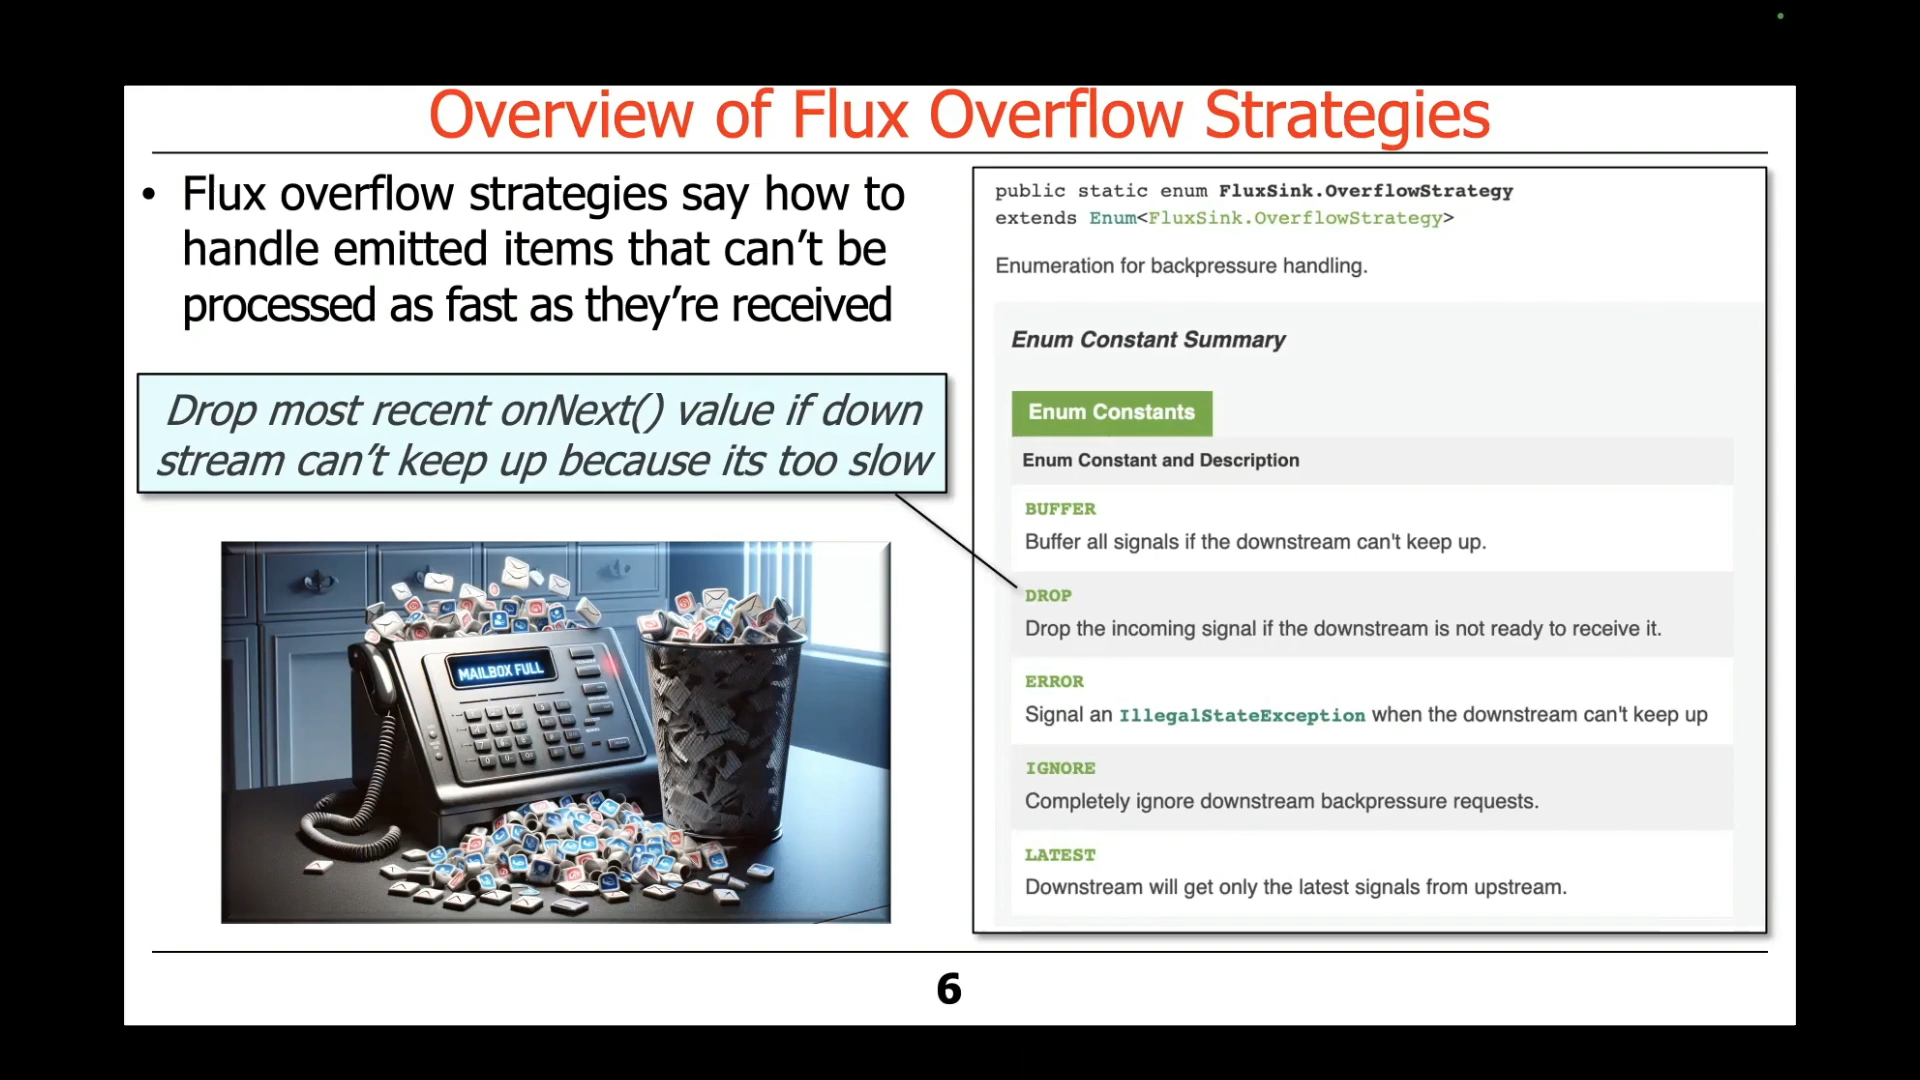 Overview of Flux Overflow Strategies
• Flux overflow strategies say how to
handle emitted items that can’t be
processed as fast as they’re received
Drop most recent onNext() value if down
stream can’t keep up because its too slow
MAILBOX FULL
public static enum FluxSink.OverflowStrategy
extends Enum<FluxSink.OverflowStrategy>
Enumeration for backpressure handling.
Enum Constant Summary
Enum Constants
Enum Constant and Description
BUFFER
Buffer all signals if the downstream can't keep up.
DROP
Drop the incoming signal if the downstream is not ready to receive it.
ERROR
Signal an IllegalStateException when the downstream can't keep up
IGNORE
Completely ignore downstream backpressure requests.
LATEST
Downstream will get only the latest signals from upstream.
6